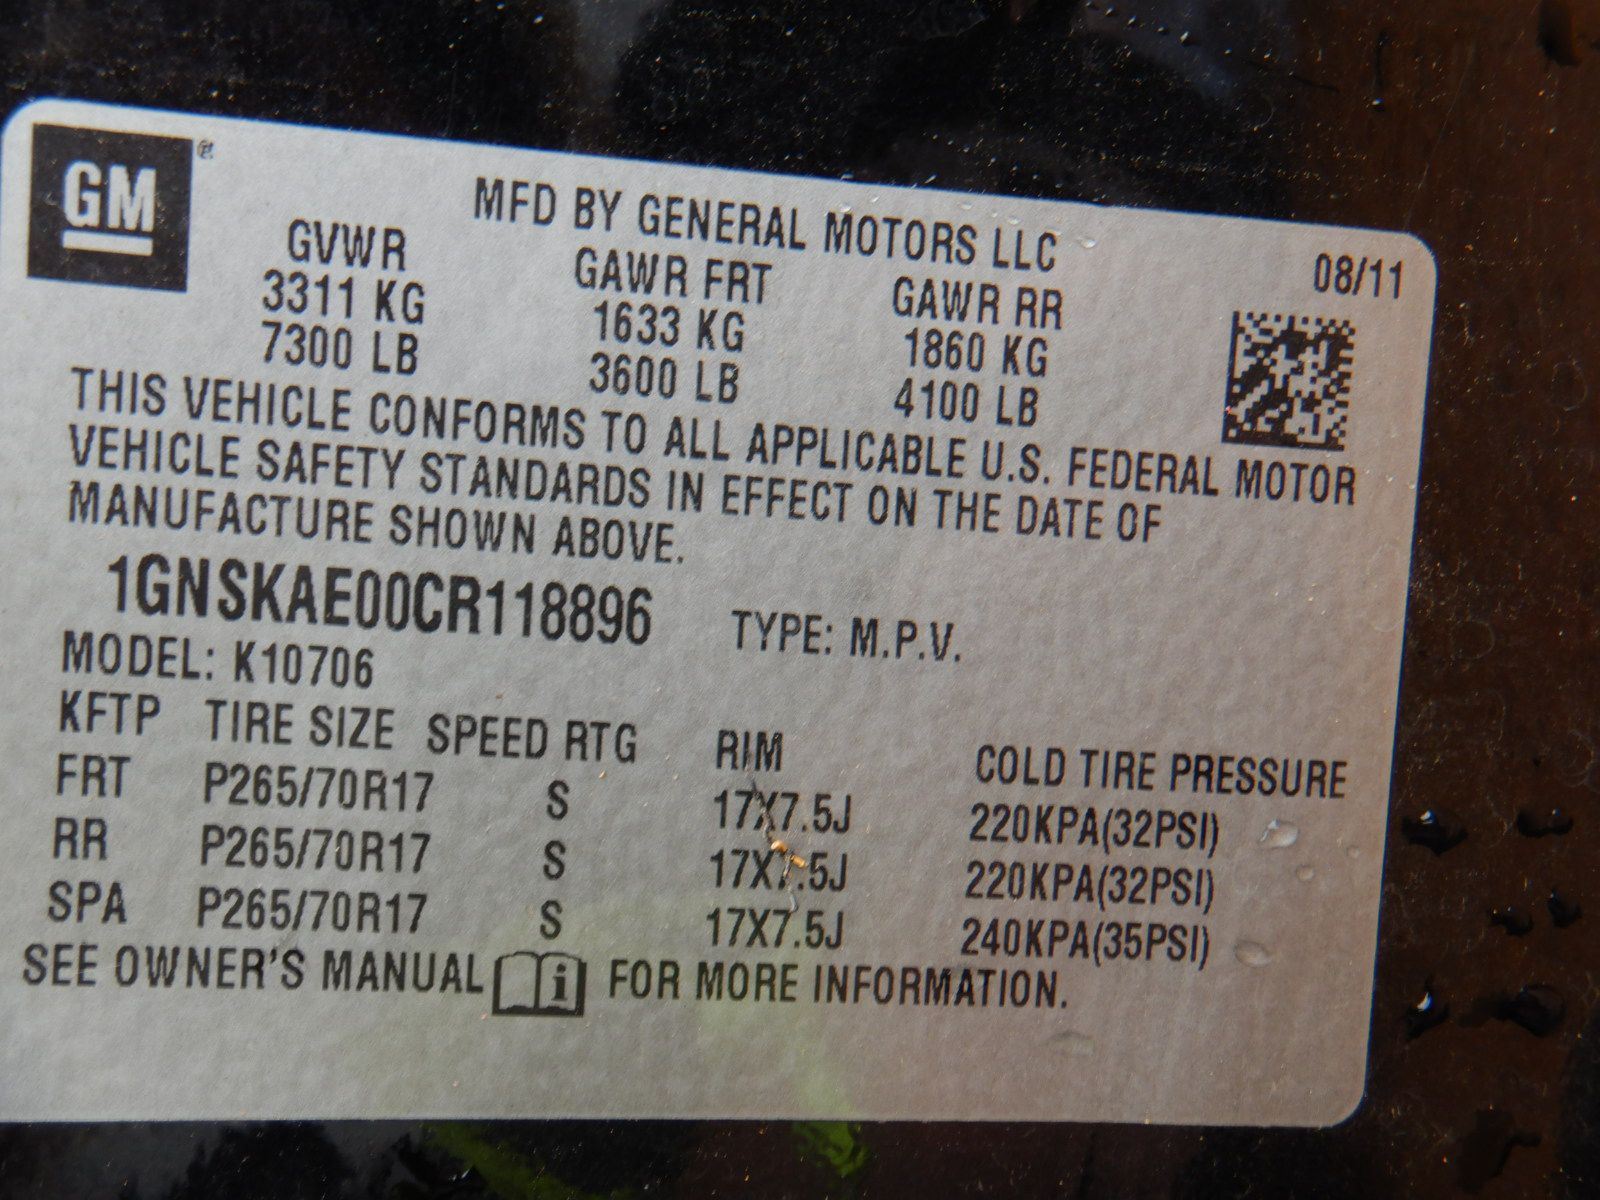 GM®
MFD BY GENERAL MOTORS LLC
08/11
GVWR GAWR FRT GAWR RR
3311 KG 1633 KG 1860 KG
7300 LB 3600 LB 4100 LB
THIS VEHICLE CONFORMS TO ALL APPLICABLE U.S. FEDERAL MOTOR
VEHICLE SAFETY STANDARDS IN EFFECT ON THE DATE OF
MANUFACTURE SHOWN ABOVE.
1GNSKAE00CR118896 TYPE: M.P.V.
MODEL: K10706
KFTP TIRE SIZE SPEED RTG RIM COLD TIRE PRESSURE
FRT P265/70R17 S 17X7.5J 220KPA(32PSI)
RR P265/70R17 S 17X7.5J 220KPA(32PSI)
SPA P265/70R17 S 17X7.5J 240KPA(35PSI)
SEE OWNER'S MANUAL i FOR MORE INFORMATION.